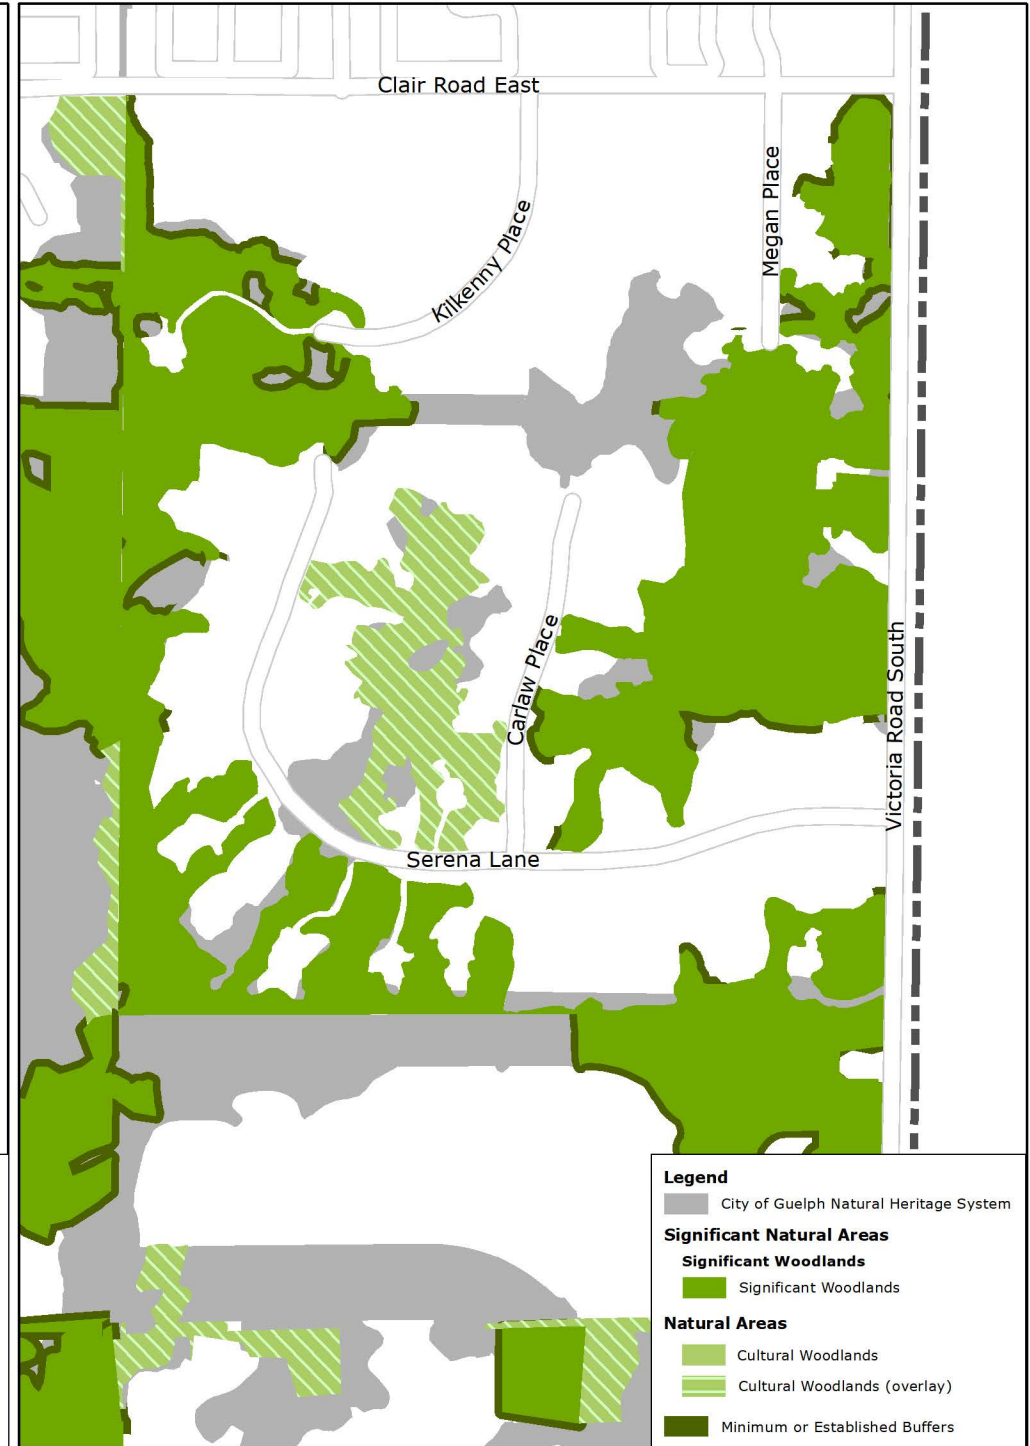 Clair Road East
Megan Place
Kilkenny Place
Carlaw Place
Victoria Road South
Serena Lane
Legend
City of Guelph Natural Heritage System
Significant Natural Areas
Significant Woodlands
Significant Woodlands
Natural Areas
Cultural Woodlands
Cultural Woodlands (overlay)
Minimum or Established Buffers